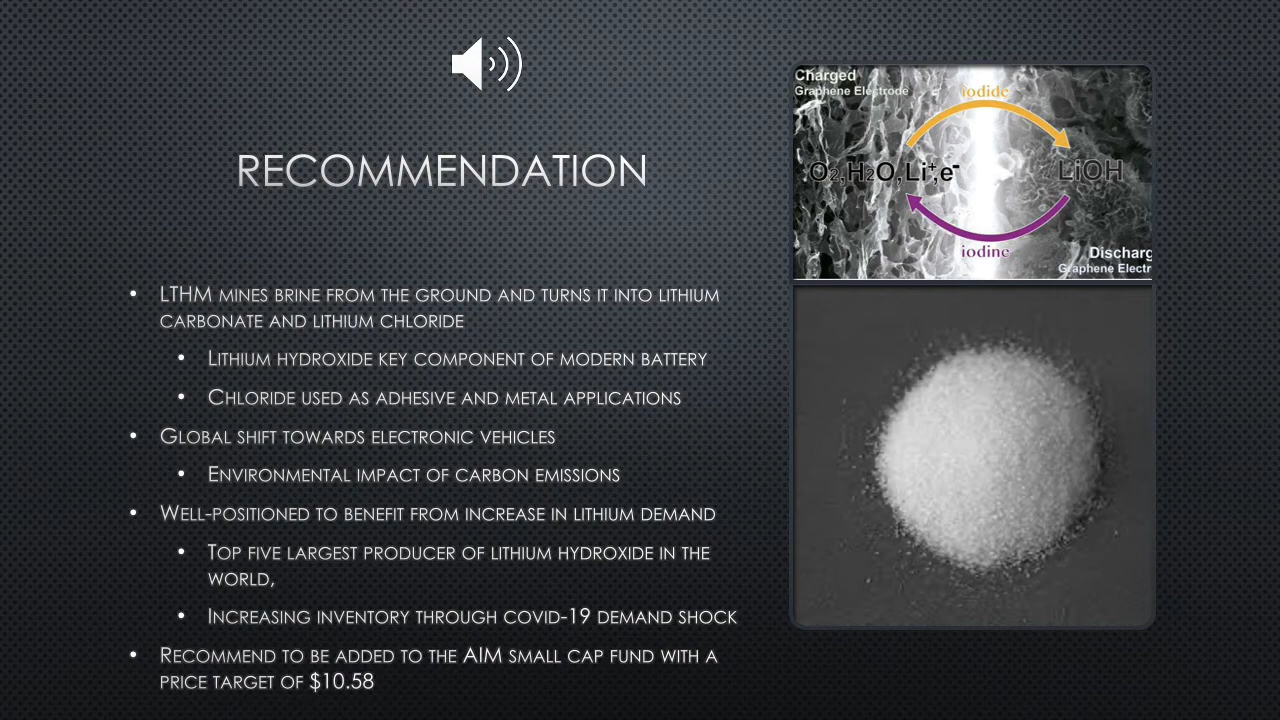 RECOMMENDATION
• LTHM MINES BRINE FROM THE GROUND AND TURNS IT INTO LITHIUM
CARBONATE AND LITHIUM CHLORIDE
• LITHIUM HYDROXIDE KEY COMPONENT OF MODERN BATTERY
• CHLORIDE USED AS ADHESIVE AND METAL APPLICATIONS
• GLOBAL SHIFT TOWARDS ELECTRONIC VEHICLES
• ENVIRONMENTAL IMPACT OF CARBON EMISSIONS
• WELL-POSITIONED TO BENEFIT FROM INCREASE IN LITHIUM DEMAND
• TOP FIVE LARGEST PRODUCER OF LITHIUM HYDROXIDE IN THE
WORLD,
• INCREASING INVENTORY THROUGH COVID-19 DEMAND SHOCK
• RECOMMEND TO BE ADDED TO THE AIM SMALL CAP FUND WITH A
PRICE TARGET OF $10.58
Charged
Graphene Electrode
iodide
O2,H2O,Li+,e-
LiOH
iodine
Discharg
Graphene Electr